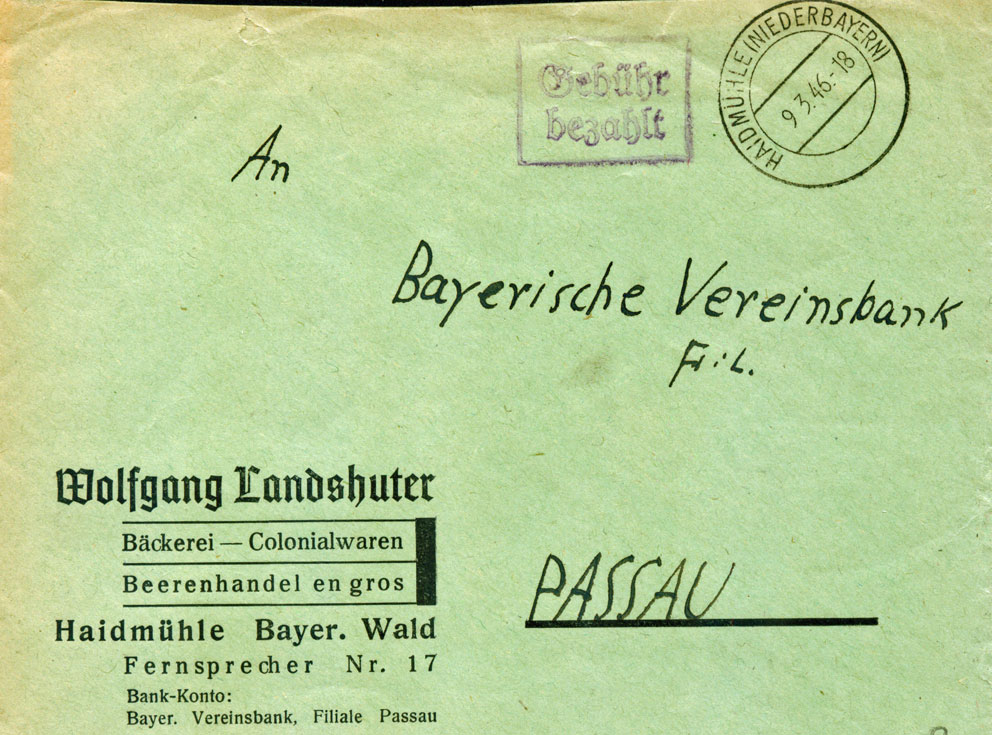 Gebühr
bezahlt
HAIDMÜHLE (NIEDERBAYERN)
9.3.46.-18
An
Bayerische Vereinsbank
Fil.
PASSAU
Wolfgang Landshuter
Bäckerei — Colonialwaren
Beerenhandel en gros
Haidmühle Bayer. Wald
Fernsprecher Nr. 17
Bank-Konto:
Bayer. Vereinsbank, Filiale Passau